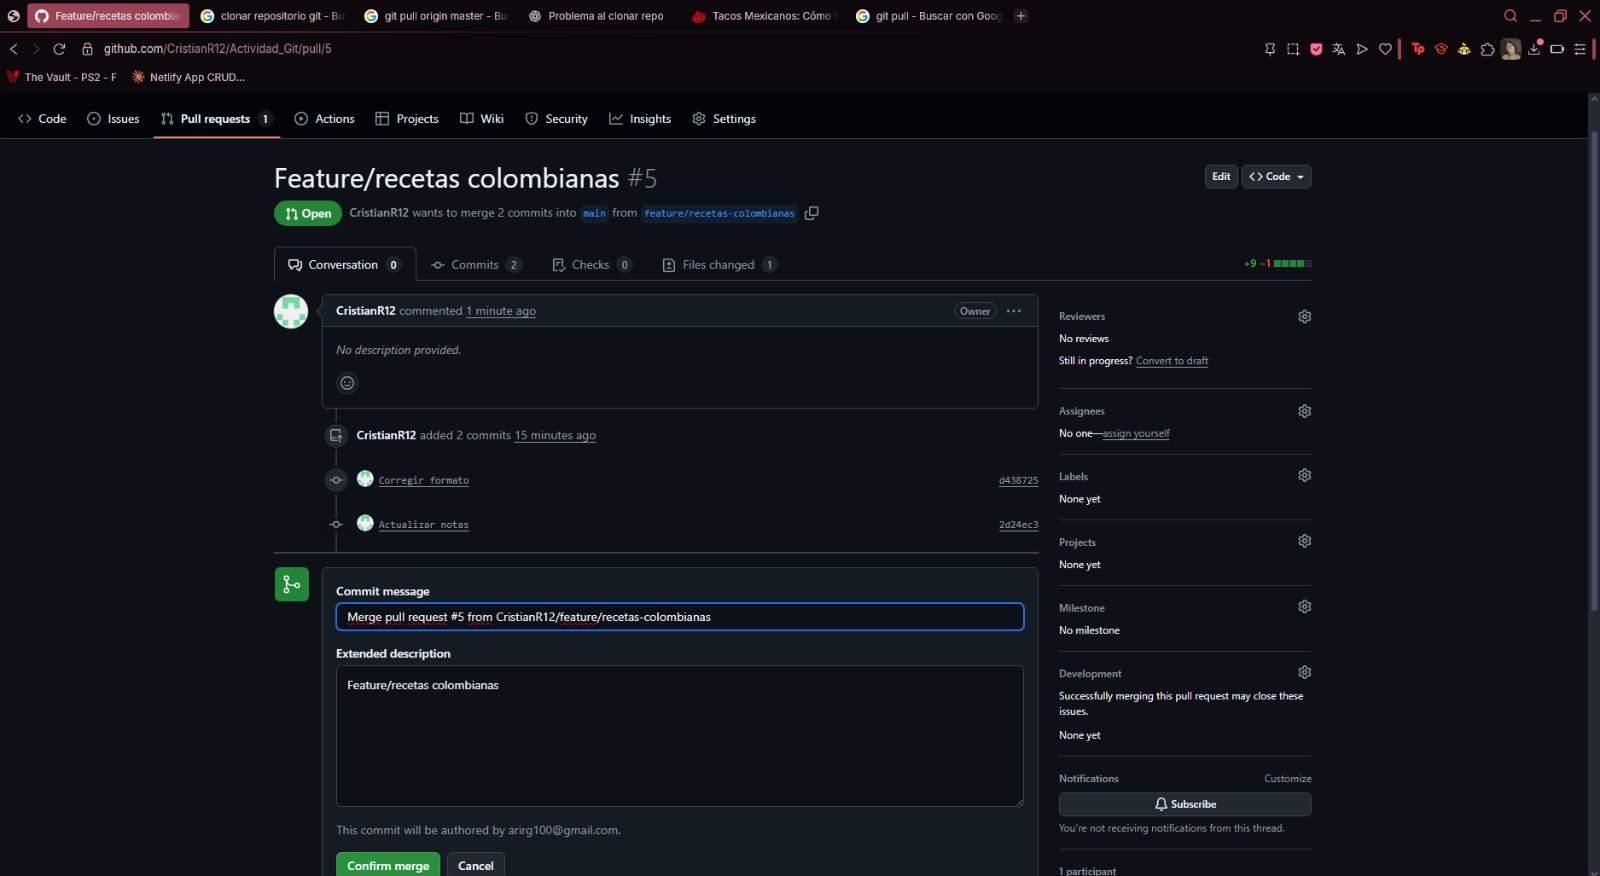 Feature/recetas colombian
clonar repositorio git - Bu
git pull origin master - Bu
Problema al clonar repo
Tacos Mexicanos: Cómo
git pull - Buscar con Goog
github.com/CristianR12/Actividad_Git/pull/5
Tp
The Vault - PS2 - F
Netlify App CRUD...
Code
Issues
Pull requests 1
Actions
Projects
Wiki
Security
Insights
Settings
Feature/recetas colombianas #5
Edit
Code
Open
CristianR12 wants to merge 2 commits into main from feature/recetas-colombianas
Conversation 0
Commits 2
Checks 0
Files changed 1
+9 −1
CristianR12 commented 1 minute ago
Owner
No description provided.
CristianR12 added 2 commits 15 minutes ago
Corregir formato
d438725
Actualizar notas
2d24ec3
Commit message
Merge pull request #5 from CristianR12/feature/recetas-colombianas
Extended description
Feature/recetas colombianas
This commit will be authored by arirg100@gmail.com.
Confirm merge
Cancel
Reviewers
No reviews
Still in progress? Convert to draft
Assignees
No one—assign yourself
Labels
None yet
Projects
None yet
Milestone
No milestone
Development
Successfully merging this pull request may close these
issues.
None yet
Notifications
Customize
Subscribe
You're not receiving notifications from this thread.
1 participant